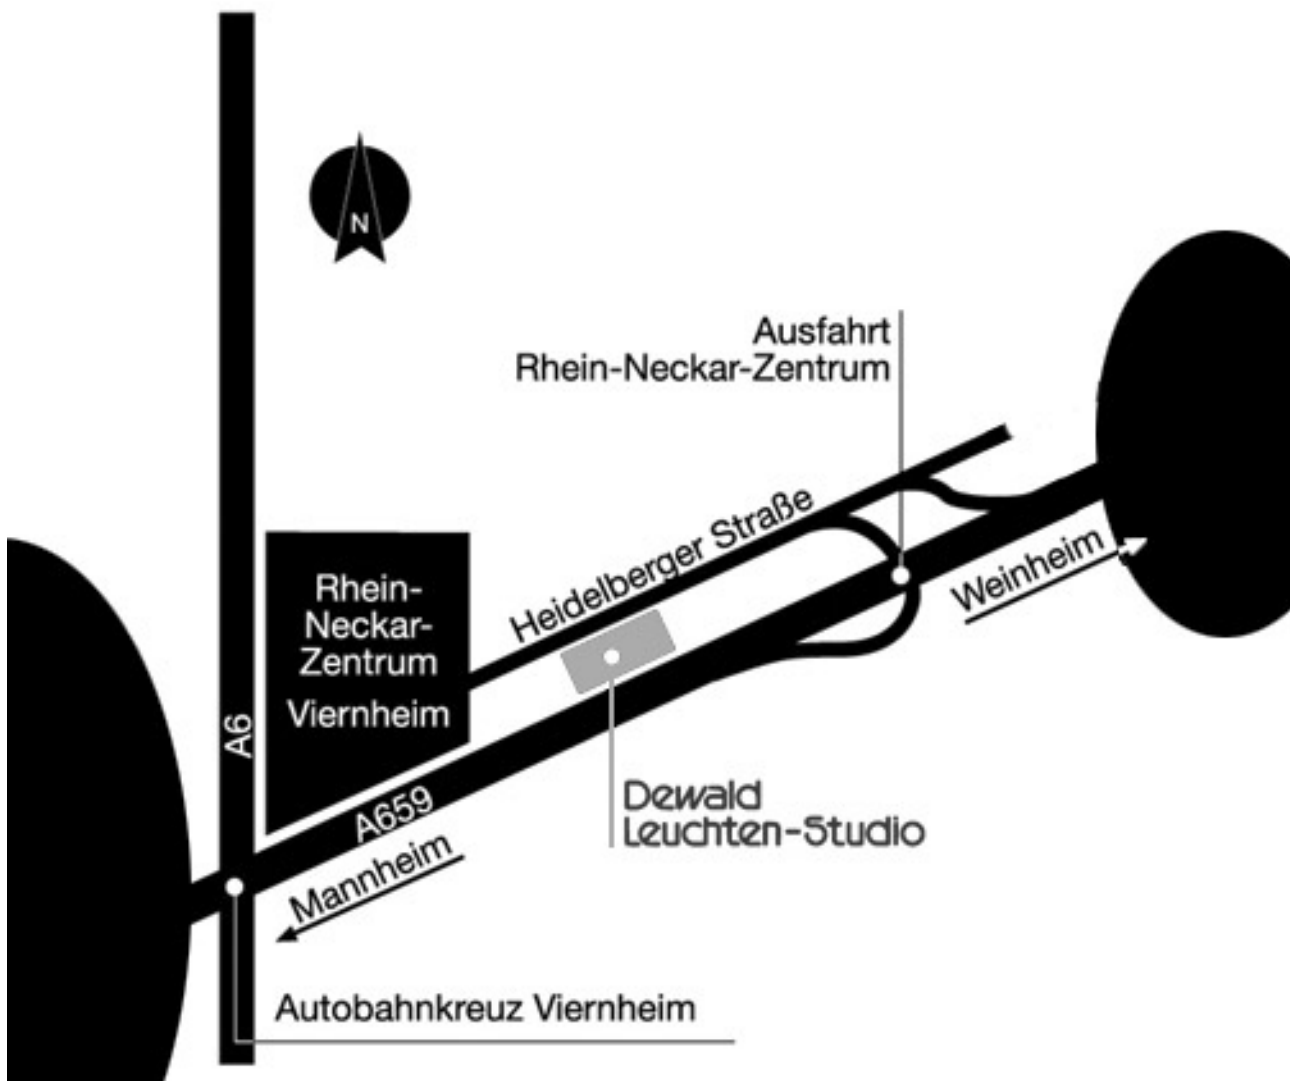 N
Ausfahrt
Rhein-Neckar-Zentrum
Heidelberger Straße
Weinheim
Rhein-
Neckar-
Zentrum
Viernheim
A6
A659
Mannheim
Dewald
Leuchten-Studio
Autobahnkreuz Viernheim